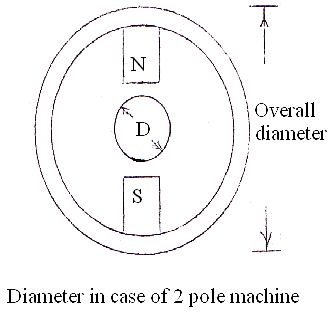 N
Overall
D
diameter
S
Diameter in case of 2 pole machine